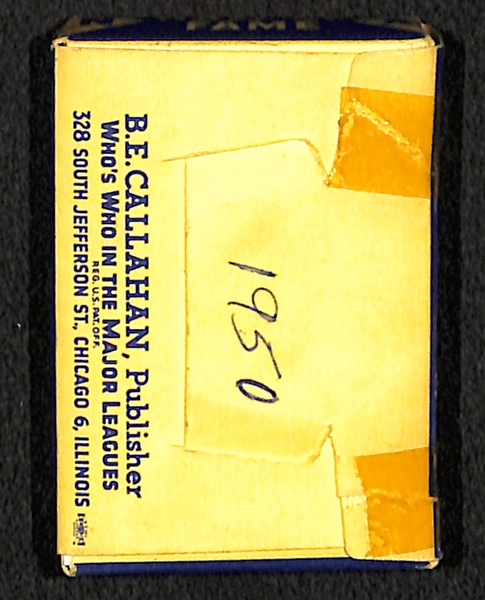 FAME
B.E. CALLAHAN, Publisher
WHO'S WHO IN THE MAJOR LEAGUES
REG. U.S. PAT. OFF.
328 SOUTH JEFFERSON ST., CHICAGO 6, ILLINOIS
1950